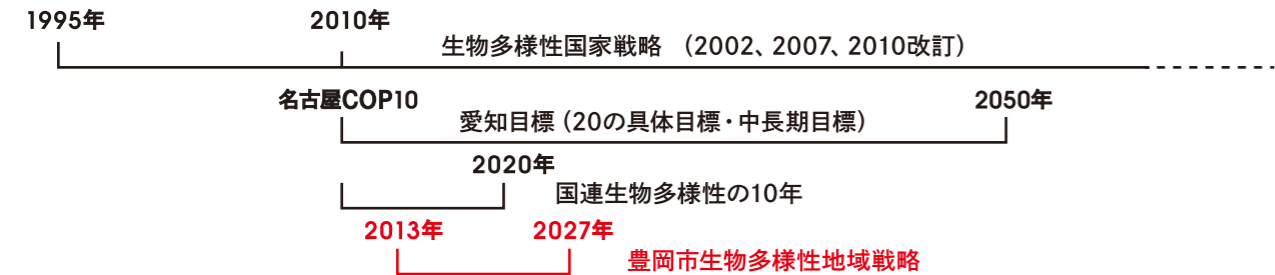 1995年 2010年
生物多様性国家戦略 （2002、2007、2010改訂）
名古屋COP10 2050年
愛知目標（20の具体目標・中長期目標）
2020年
国連生物多様性の10年
2013年 2027年
豊岡市生物多様性地域戦略